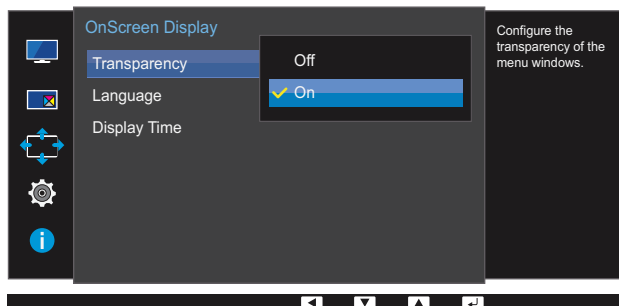 OnScreen Display
Transparency
Off
On
Language
Display Time
Configure the
transparency of the
menu windows.